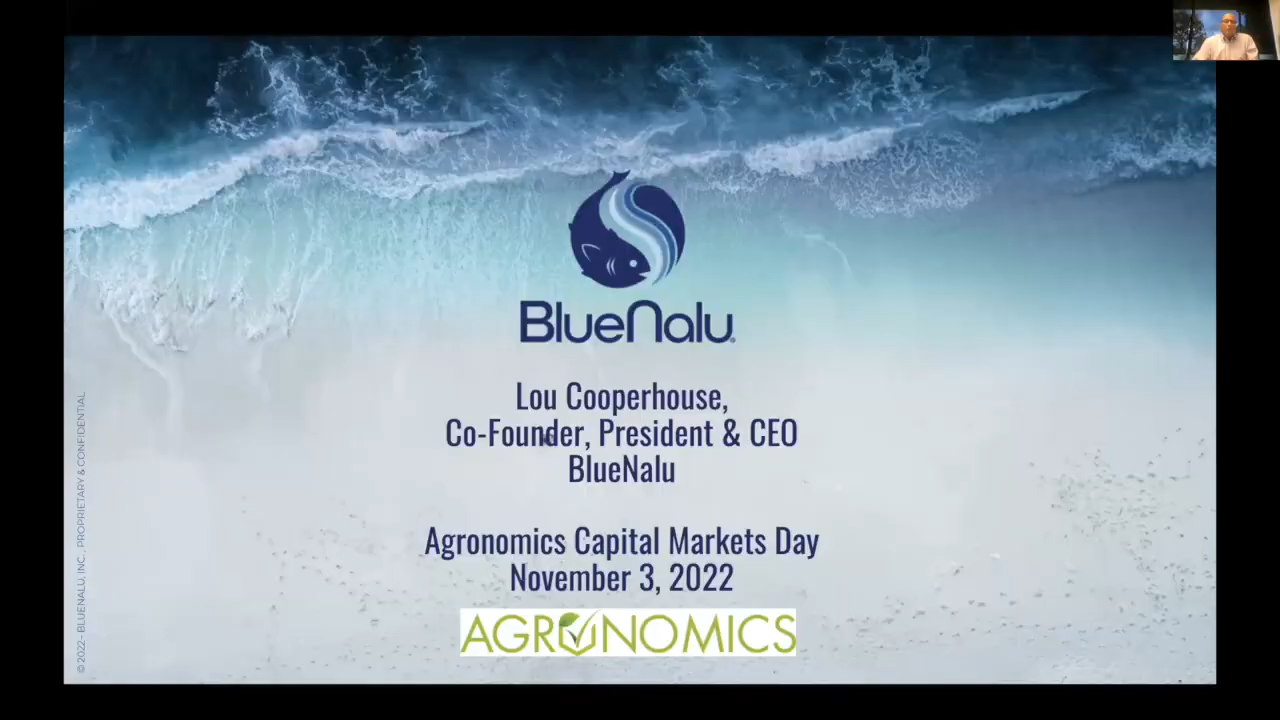 BlueNalu
Lou Cooperhouse,
Co-Founder, President & CEO
BlueNalu
Agronomics Capital Markets Day
November 3, 2022
AGRONOMICS
© 2022- BLUENALU, INC., PROPRIETARY & CONFIDENTIAL